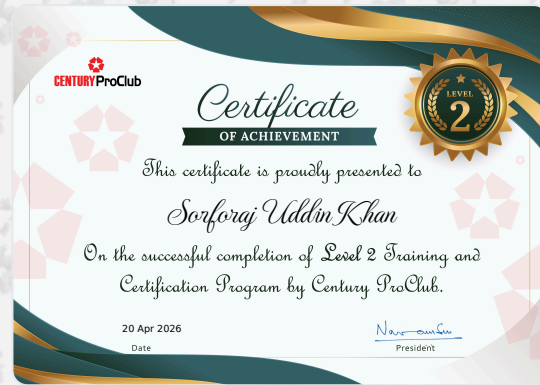 CENTURY ProClub
Certificate
OF ACHIEVEMENT
LEVEL
2
This certificate is proudly presented to
Sorforaj Uddin Khan
On the successful completion of Level 2 Training and
Certification Program by Century ProClub.
20 Apr 2026
Date
President